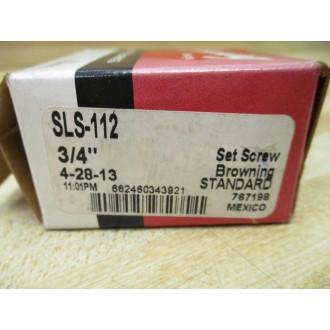 SLS-112
3/4"
4-28-13
11:01PM 662460343921
Set Screw
Browning
STANDARD
767198
MEXICO